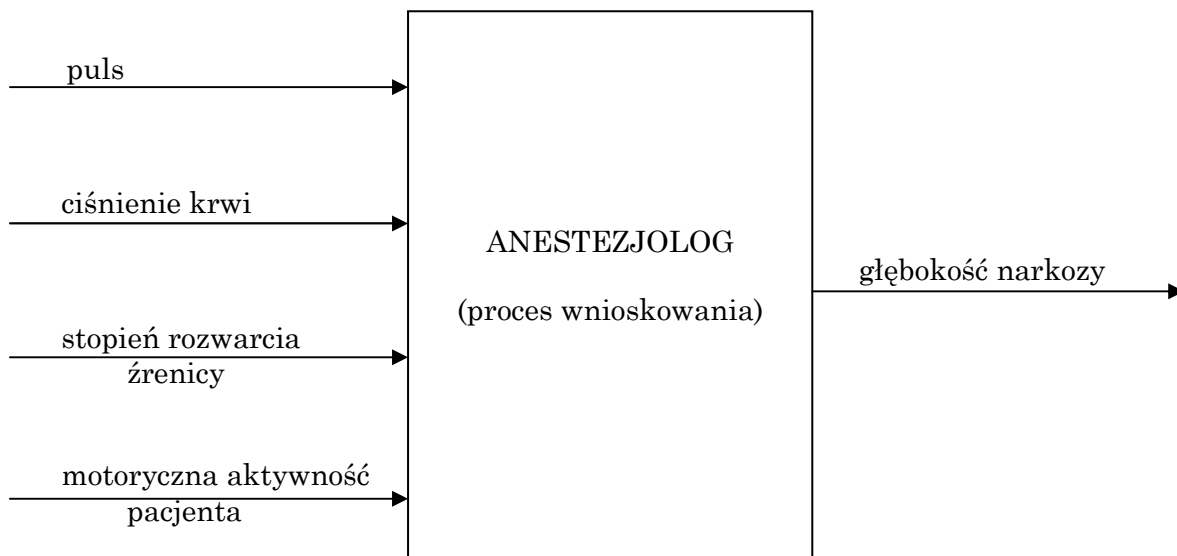 puls
ciśnienie krwi
stopień rozwarcia
źrenicy
motoryczna aktywność
pacjenta
ANESTEZJOLOG
(proces wnioskowania)
głębokość narkozy